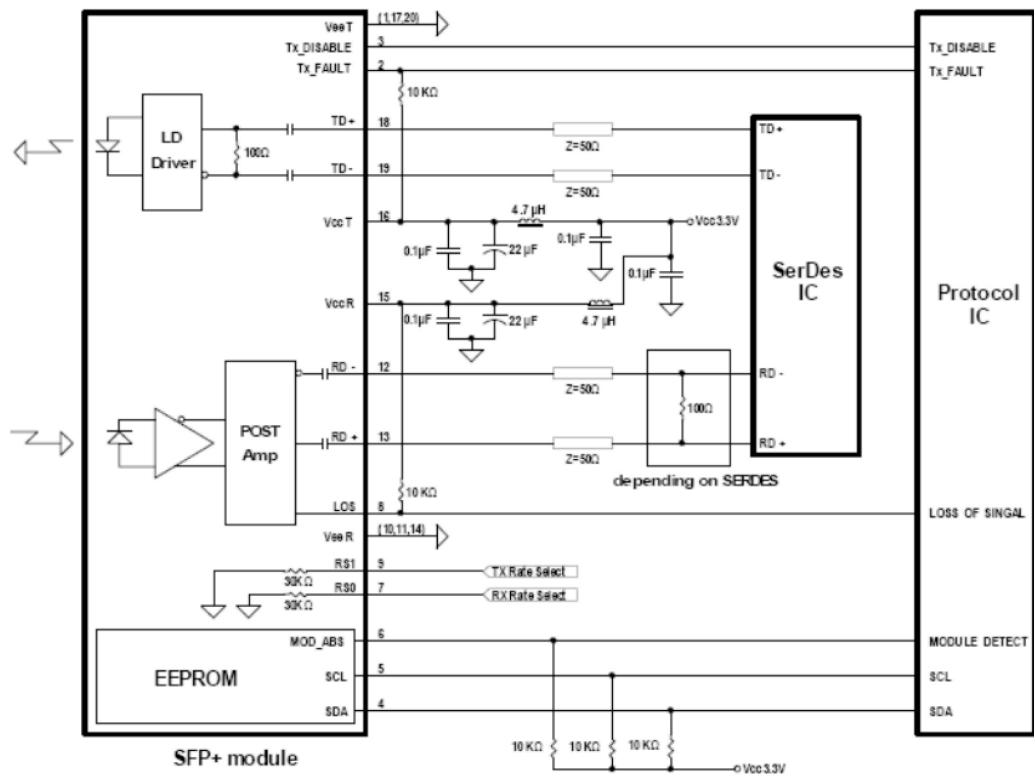 VeeT (1,17,20)
Tx_DISABLE 3 Tx_DISABLE
Tx_FAULT 2 Tx_FAULT
10 KΩ
LD
Driver
100Ω
TD+ 18 Z=50Ω TD+
TD- 19 Z=50Ω TD-
VccT 16 4.7 µH Vcc3.3V
0.1µF 22 µF 0.1µF
0.1µF
VccR 15 4.7 µH
0.1µF 22 µF
SerDes
IC
Protocol
IC
RD - 12 Z=50Ω RD -
100Ω
POST
Amp
RD + 13 Z=50Ω RD +
depending on SERDES
10 KΩ
LOS 8 LOSS OF SINGAL
VeeR (10,11,14)
RS1 9 TX Rate Select
30KΩ
RS0 7 RX Rate Select
30KΩ
MOD_ABS 6 MODULE DETECT
EEPROM
SCL 5 SCL
SDA 4 SDA
10 KΩ 10 KΩ 10 KΩ
Vcc3.3V
SFP+ module